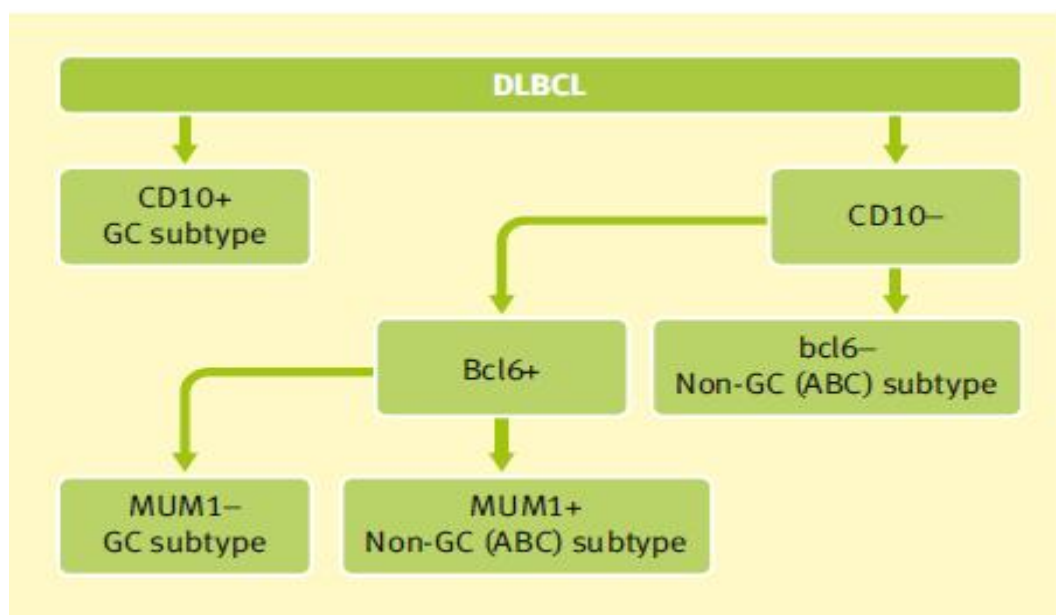 DLBCL
CD10+
GC subtype
CD10–
Bcl6+
bcl6–
Non-GC (ABC) subtype
MUM1–
GC subtype
MUM1+
Non-GC (ABC) subtype